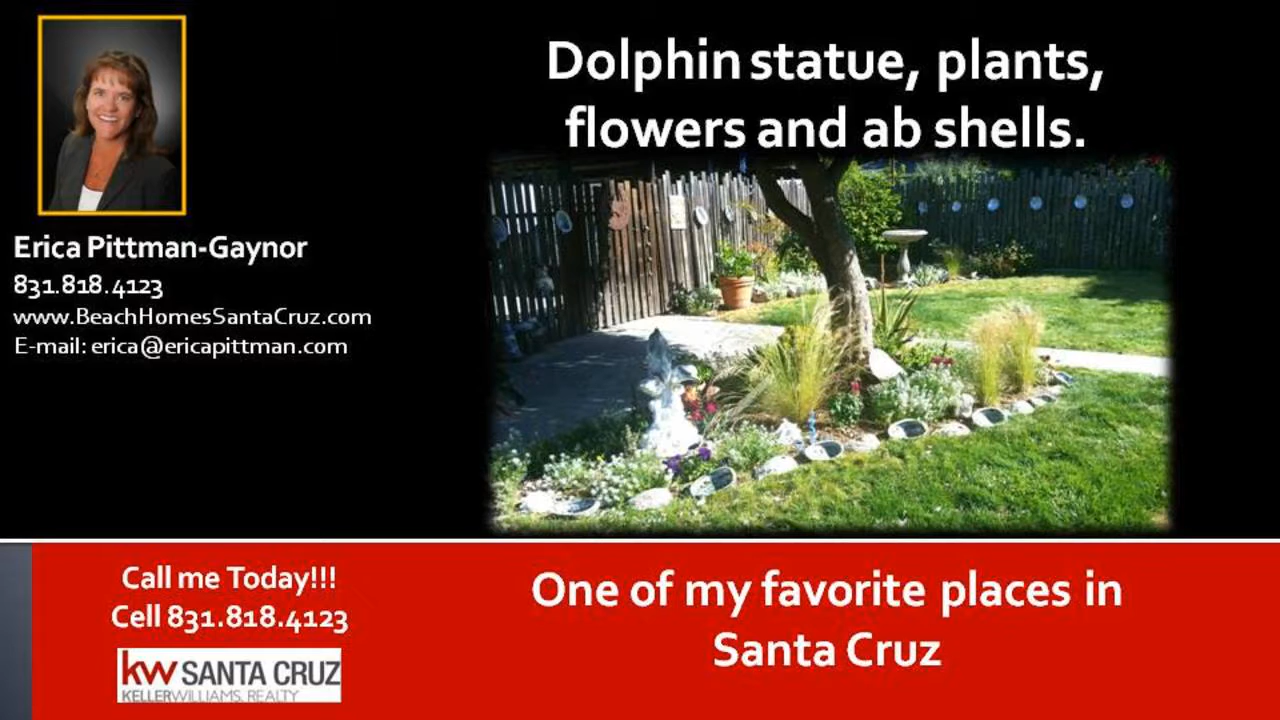 Dolphin statue, plants,
flowers and ab shells.
Erica Pittman-Gaynor
831.818.4123
www.BeachHomesSantaCruz.com
E-mail: erica@ericapittman.com
Call me Today!!!
Cell 831.818.4123
kw SANTA CRUZ
KELLERWILLIAMS. REALTY
One of my favorite places in
Santa Cruz